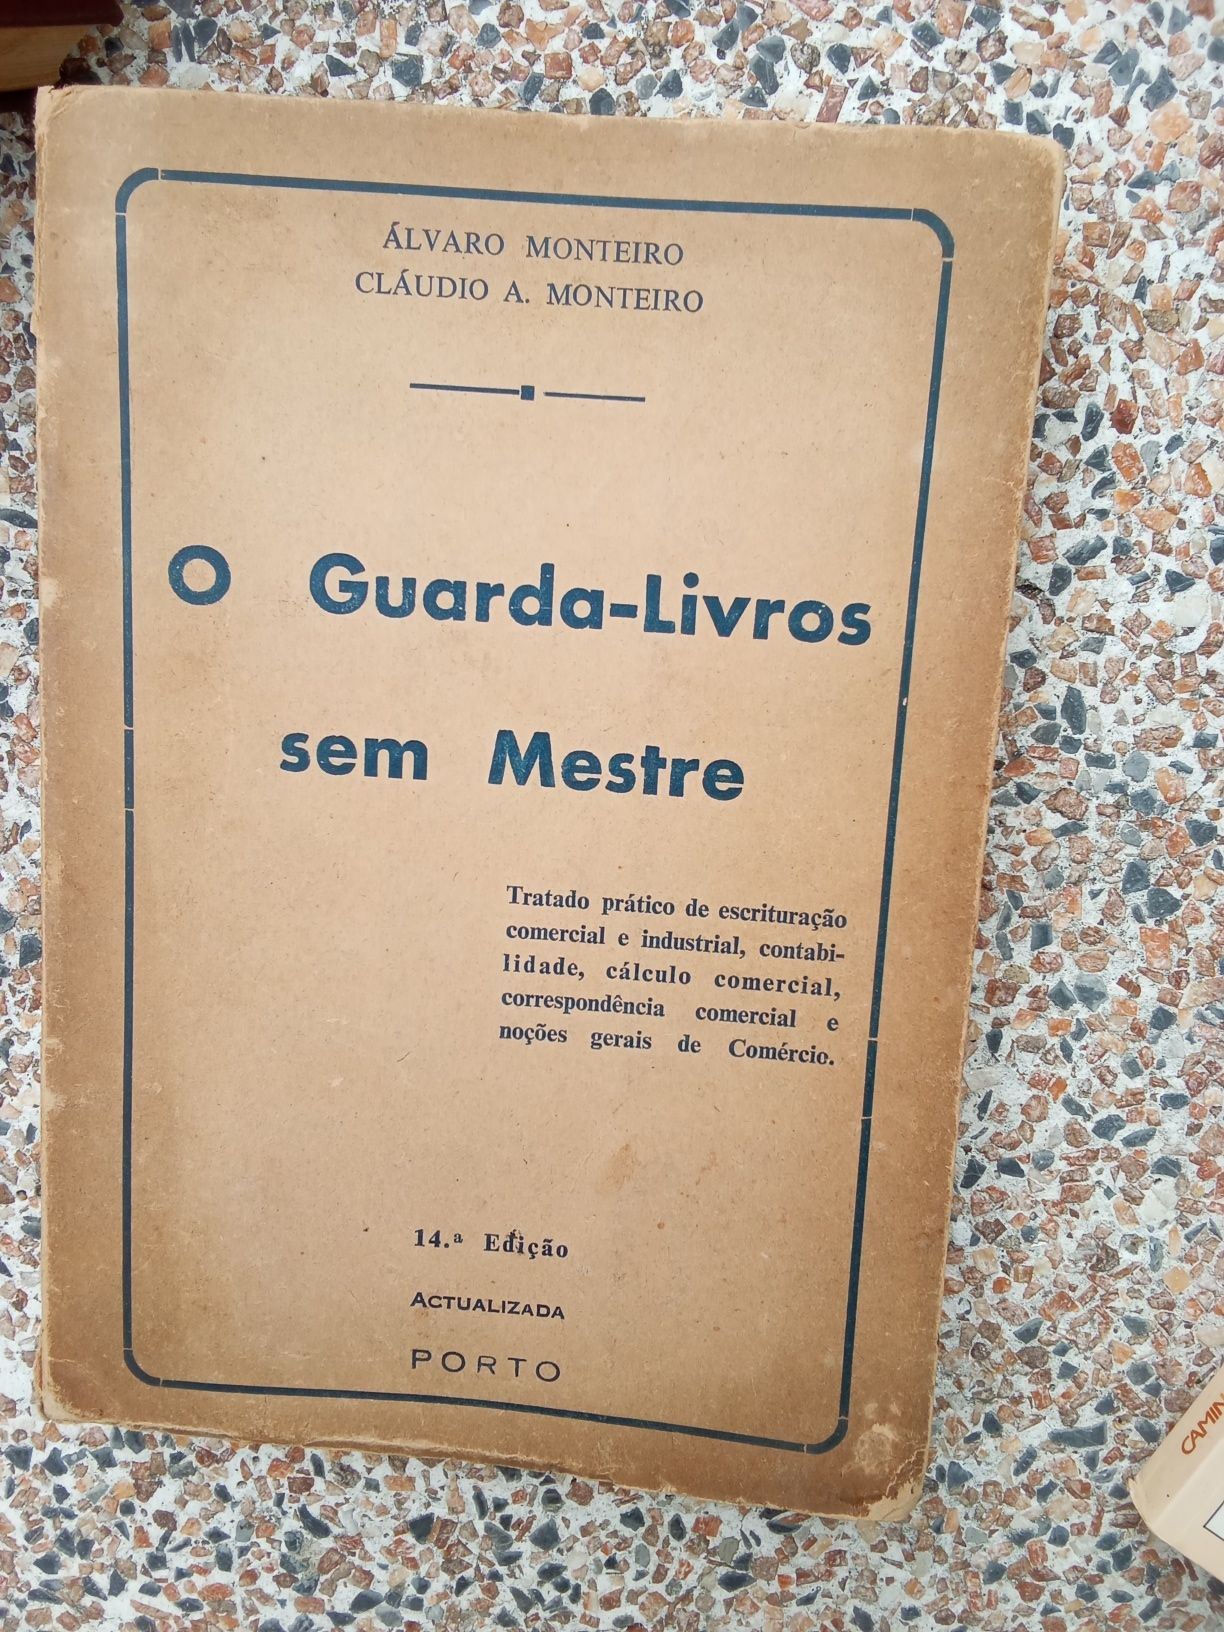 ÁLVARO MONTEIRO
CLÁUDIO A. MONTEIRO
O Guarda-Livros
sem Mestre
Tratado prático de escrituração
comercial e industrial, contabi-
lidade, cálculo comercial,
correspondência comercial e
noções gerais de Comércio.
14.ª Edição
ACTUALIZADA
PORTO